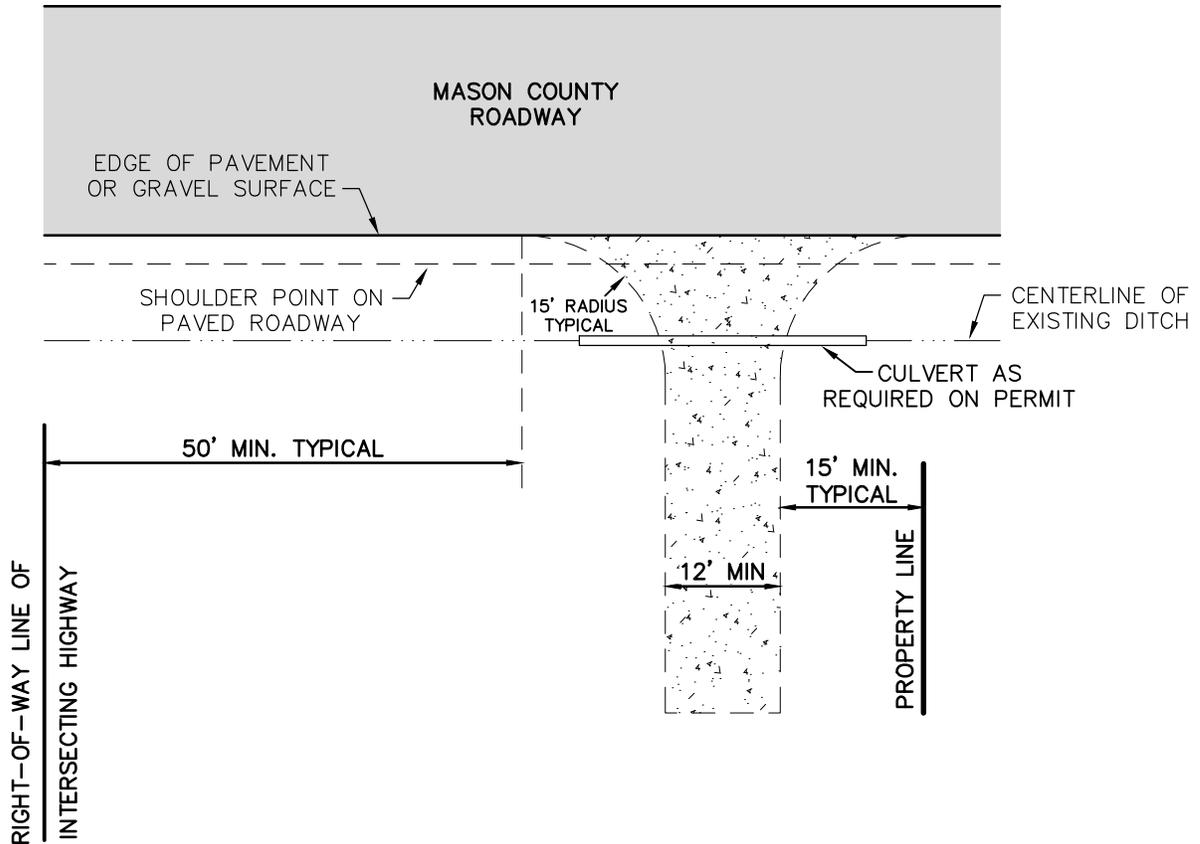 MASON COUNTY
ROADWAY
EDGE OF PAVEMENT
OR GRAVEL SURFACE
SHOULDER POINT ON
PAVED ROADWAY
15' RADIUS
TYPICAL
CENTERLINE OF
EXISTING DITCH
CULVERT AS
REQUIRED ON PERMIT
50' MIN. TYPICAL
15' MIN.
TYPICAL
12' MIN
PROPERTY LINE
RIGHT-OF-WAY LINE OF
INTERSECTING HIGHWAY